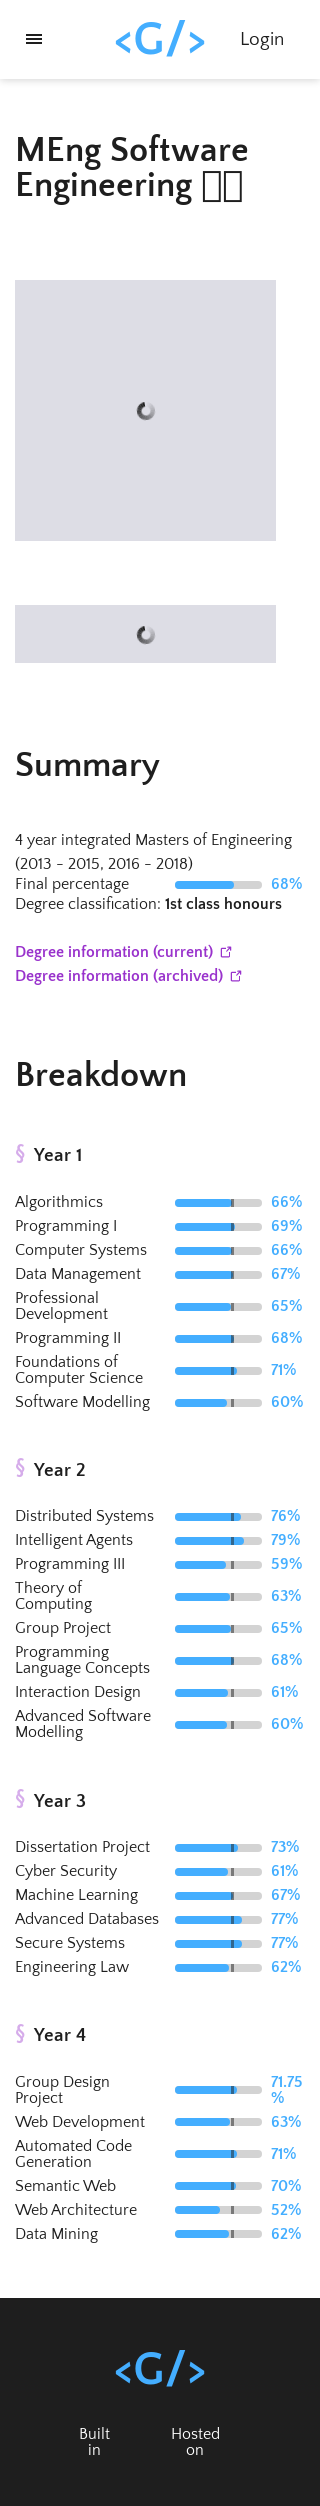 <G/>
Login
MEng Software
Engineering
Summary
4 year integrated Masters of Engineering
(2013 - 2015, 2016 - 2018)
Final percentage 68%
Degree classification: 1st class honours
Degree information (current)
Degree information (archived)
Breakdown
§ Year 1
Algorithmics 66%
Programming I 69%
Computer Systems 66%
Data Management 67%
Professional
Development 65%
Programming II 68%
Foundations of
Computer Science 71%
Software Modelling 60%
§ Year 2
Distributed Systems 76%
Intelligent Agents 79%
Programming III 59%
Theory of
Computing 63%
Group Project 65%
Programming
Language Concepts 68%
Interaction Design 61%
Advanced Software
Modelling 60%
§ Year 3
Dissertation Project 73%
Cyber Security 61%
Machine Learning 67%
Advanced Databases 77%
Secure Systems 77%
Engineering Law 62%
§ Year 4
Group Design 71.75
Project %
Web Development 63%
Automated Code
Generation 71%
Semantic Web 70%
Web Architecture 52%
Data Mining 62%
<G/>
Built
in
Hosted
on